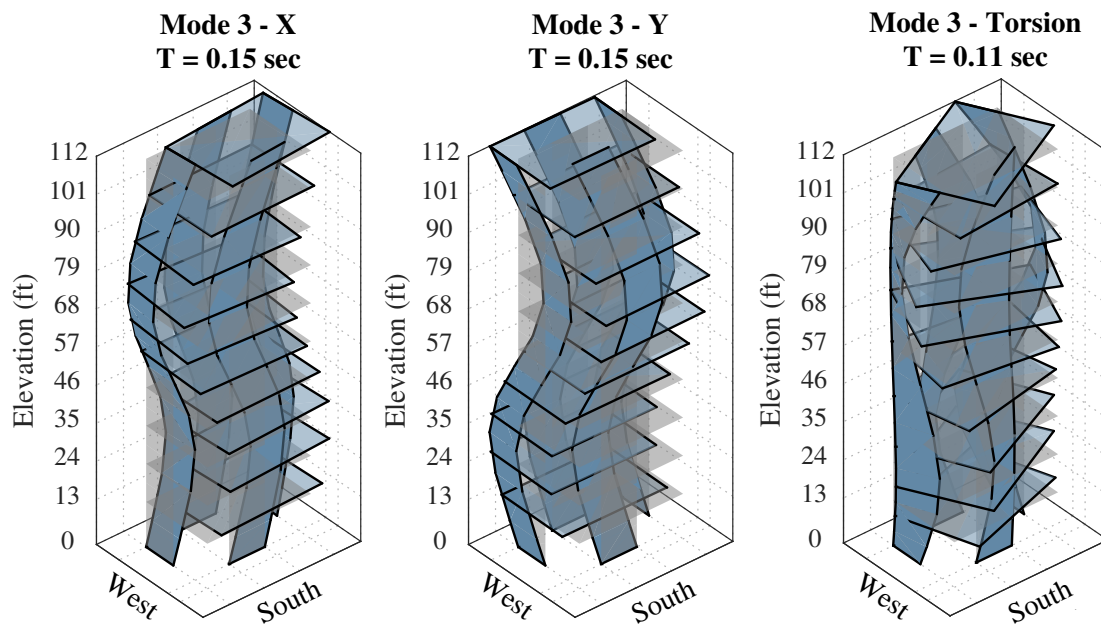 Mode 3 - X
T = 0.15 sec
Elevation (ft)
112
101
90
79
68
57
46
35
24
13
0
West
South
Mode 3 - Y
T = 0.15 sec
Elevation (ft)
112
101
90
79
68
57
46
35
24
13
0
West
South
Mode 3 - Torsion
T = 0.11 sec
Elevation (ft)
112
101
90
79
68
57
46
35
24
13
0
West
South